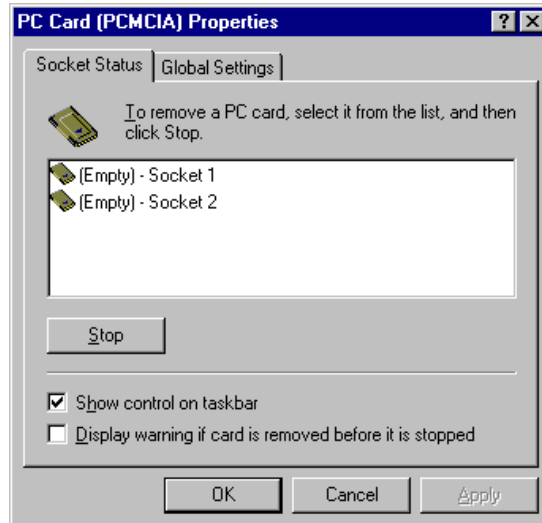 PC Card (PCMCIA) Properties
Socket Status
Global Settings
To remove a PC card, select it from the list, and then
click Stop.
(Empty) - Socket 1
(Empty) - Socket 2
Stop
Show control on taskbar
Display warning if card is removed before it is stopped
OK
Cancel
Apply